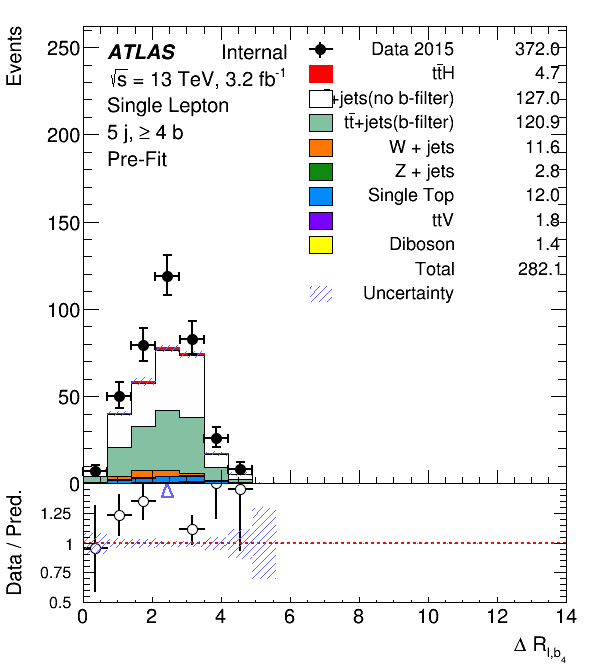 Events
250
200
150
100
50
0
ATLAS Internal
√s = 13 TeV, 3.2 fb-1
Single Lepton
5 j, ≥ 4 b
Pre-Fit
Data 2015 372.0
tt̄H 4.7
+jets(no b-filter) 127.0
tt̄+jets(b-filter) 120.9
W + jets 11.6
Z + jets 2.8
Single Top 12.0
ttV 1.8
Diboson 1.4
Total 282.1
Uncertainty
Data / Pred.
1.25
1
0.75
0.5
0 2 4 6 8 10 12 14
Δ Rl,b4